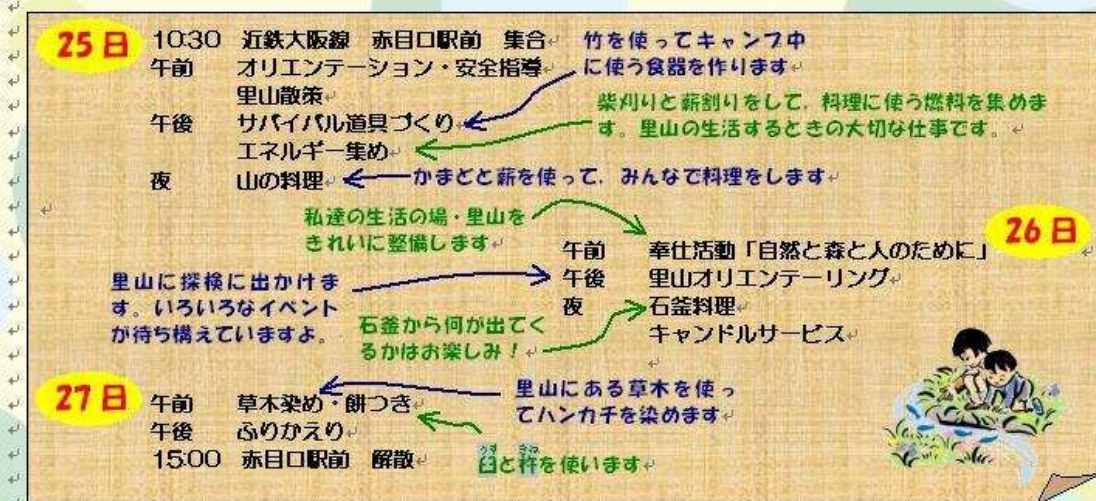 25日
10:30 近鉄大阪線 赤目口駅前 集合
午前 オリエンテーション・安全指導
里山散策
午後 サバイバル道具づくり
エネルギー集め
夜 山の料理
竹を使ってキャンプ中
に使う食器を作ります
柴刈りと薪割りをして、料理に使う燃料を集めま
す。里山の生活するときの大切な仕事です。
かまどと薪を使って、みんなで料理をします
26日
私達の生活の場・里山を
きれいに整備します
午前 奉仕活動「自然と森と人のために」
午後 里山オリエンテーリング
夜 石釜料理
キャンドルサービス
里山に探検に出かけま
す。いろいろなイベント
が待ち構えていますよ。
石釜から何が出てく
るかはお楽しみ!
27日
午前 草木染め・餅つき
午後 ふりかえり
15:00 赤目口駅前 解散
里山にある草木を使っ
てハンカチを染めます
うす きね
臼と杵を使います